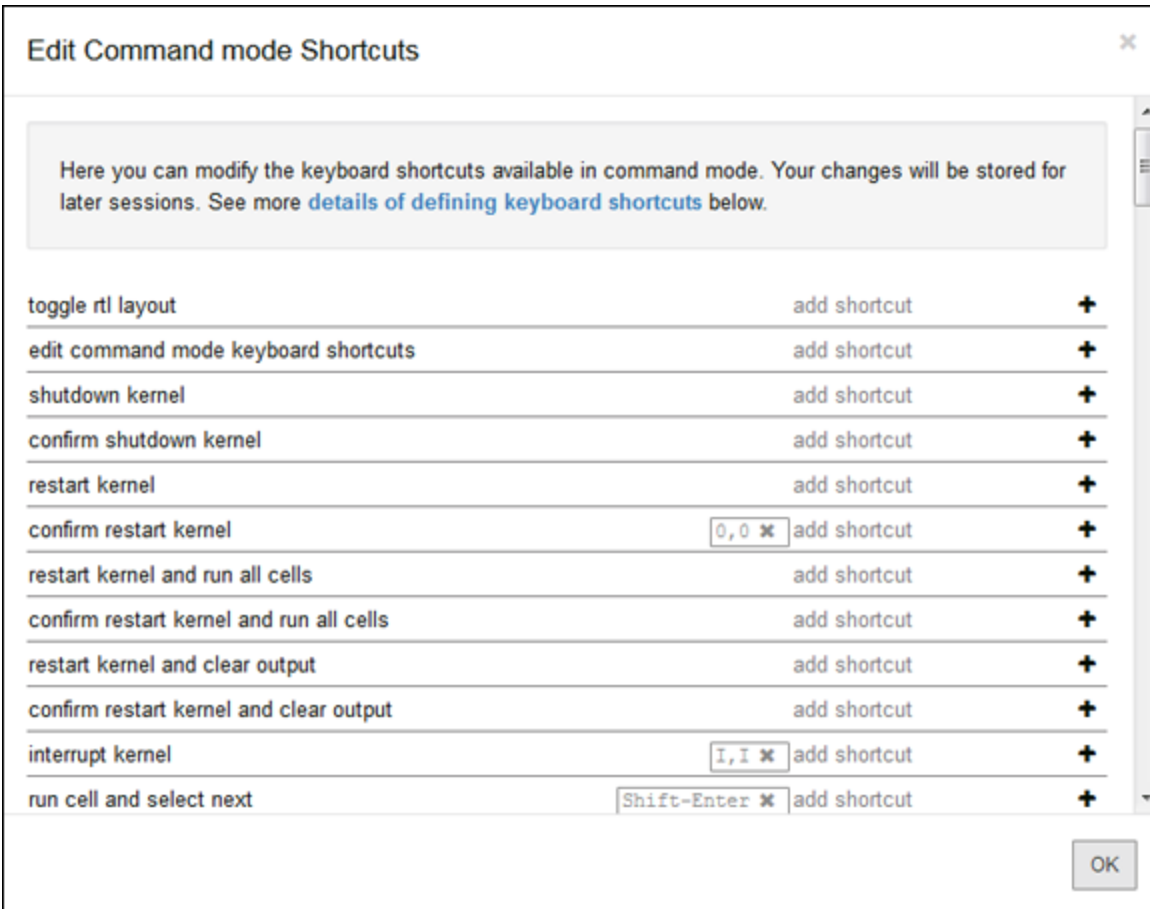 Edit Command mode Shortcuts
Here you can modify the keyboard shortcuts available in command mode. Your changes will be stored for
later sessions. See more details of defining keyboard shortcuts below.
toggle rtl layout add shortcut
edit command mode keyboard shortcuts add shortcut
shutdown kernel add shortcut
confirm shutdown kernel add shortcut
restart kernel add shortcut
confirm restart kernel 0,0 add shortcut
restart kernel and run all cells add shortcut
confirm restart kernel and run all cells add shortcut
restart kernel and clear output add shortcut
confirm restart kernel and clear output add shortcut
interrupt kernel I,I add shortcut
run cell and select next Shift-Enter add shortcut
OK